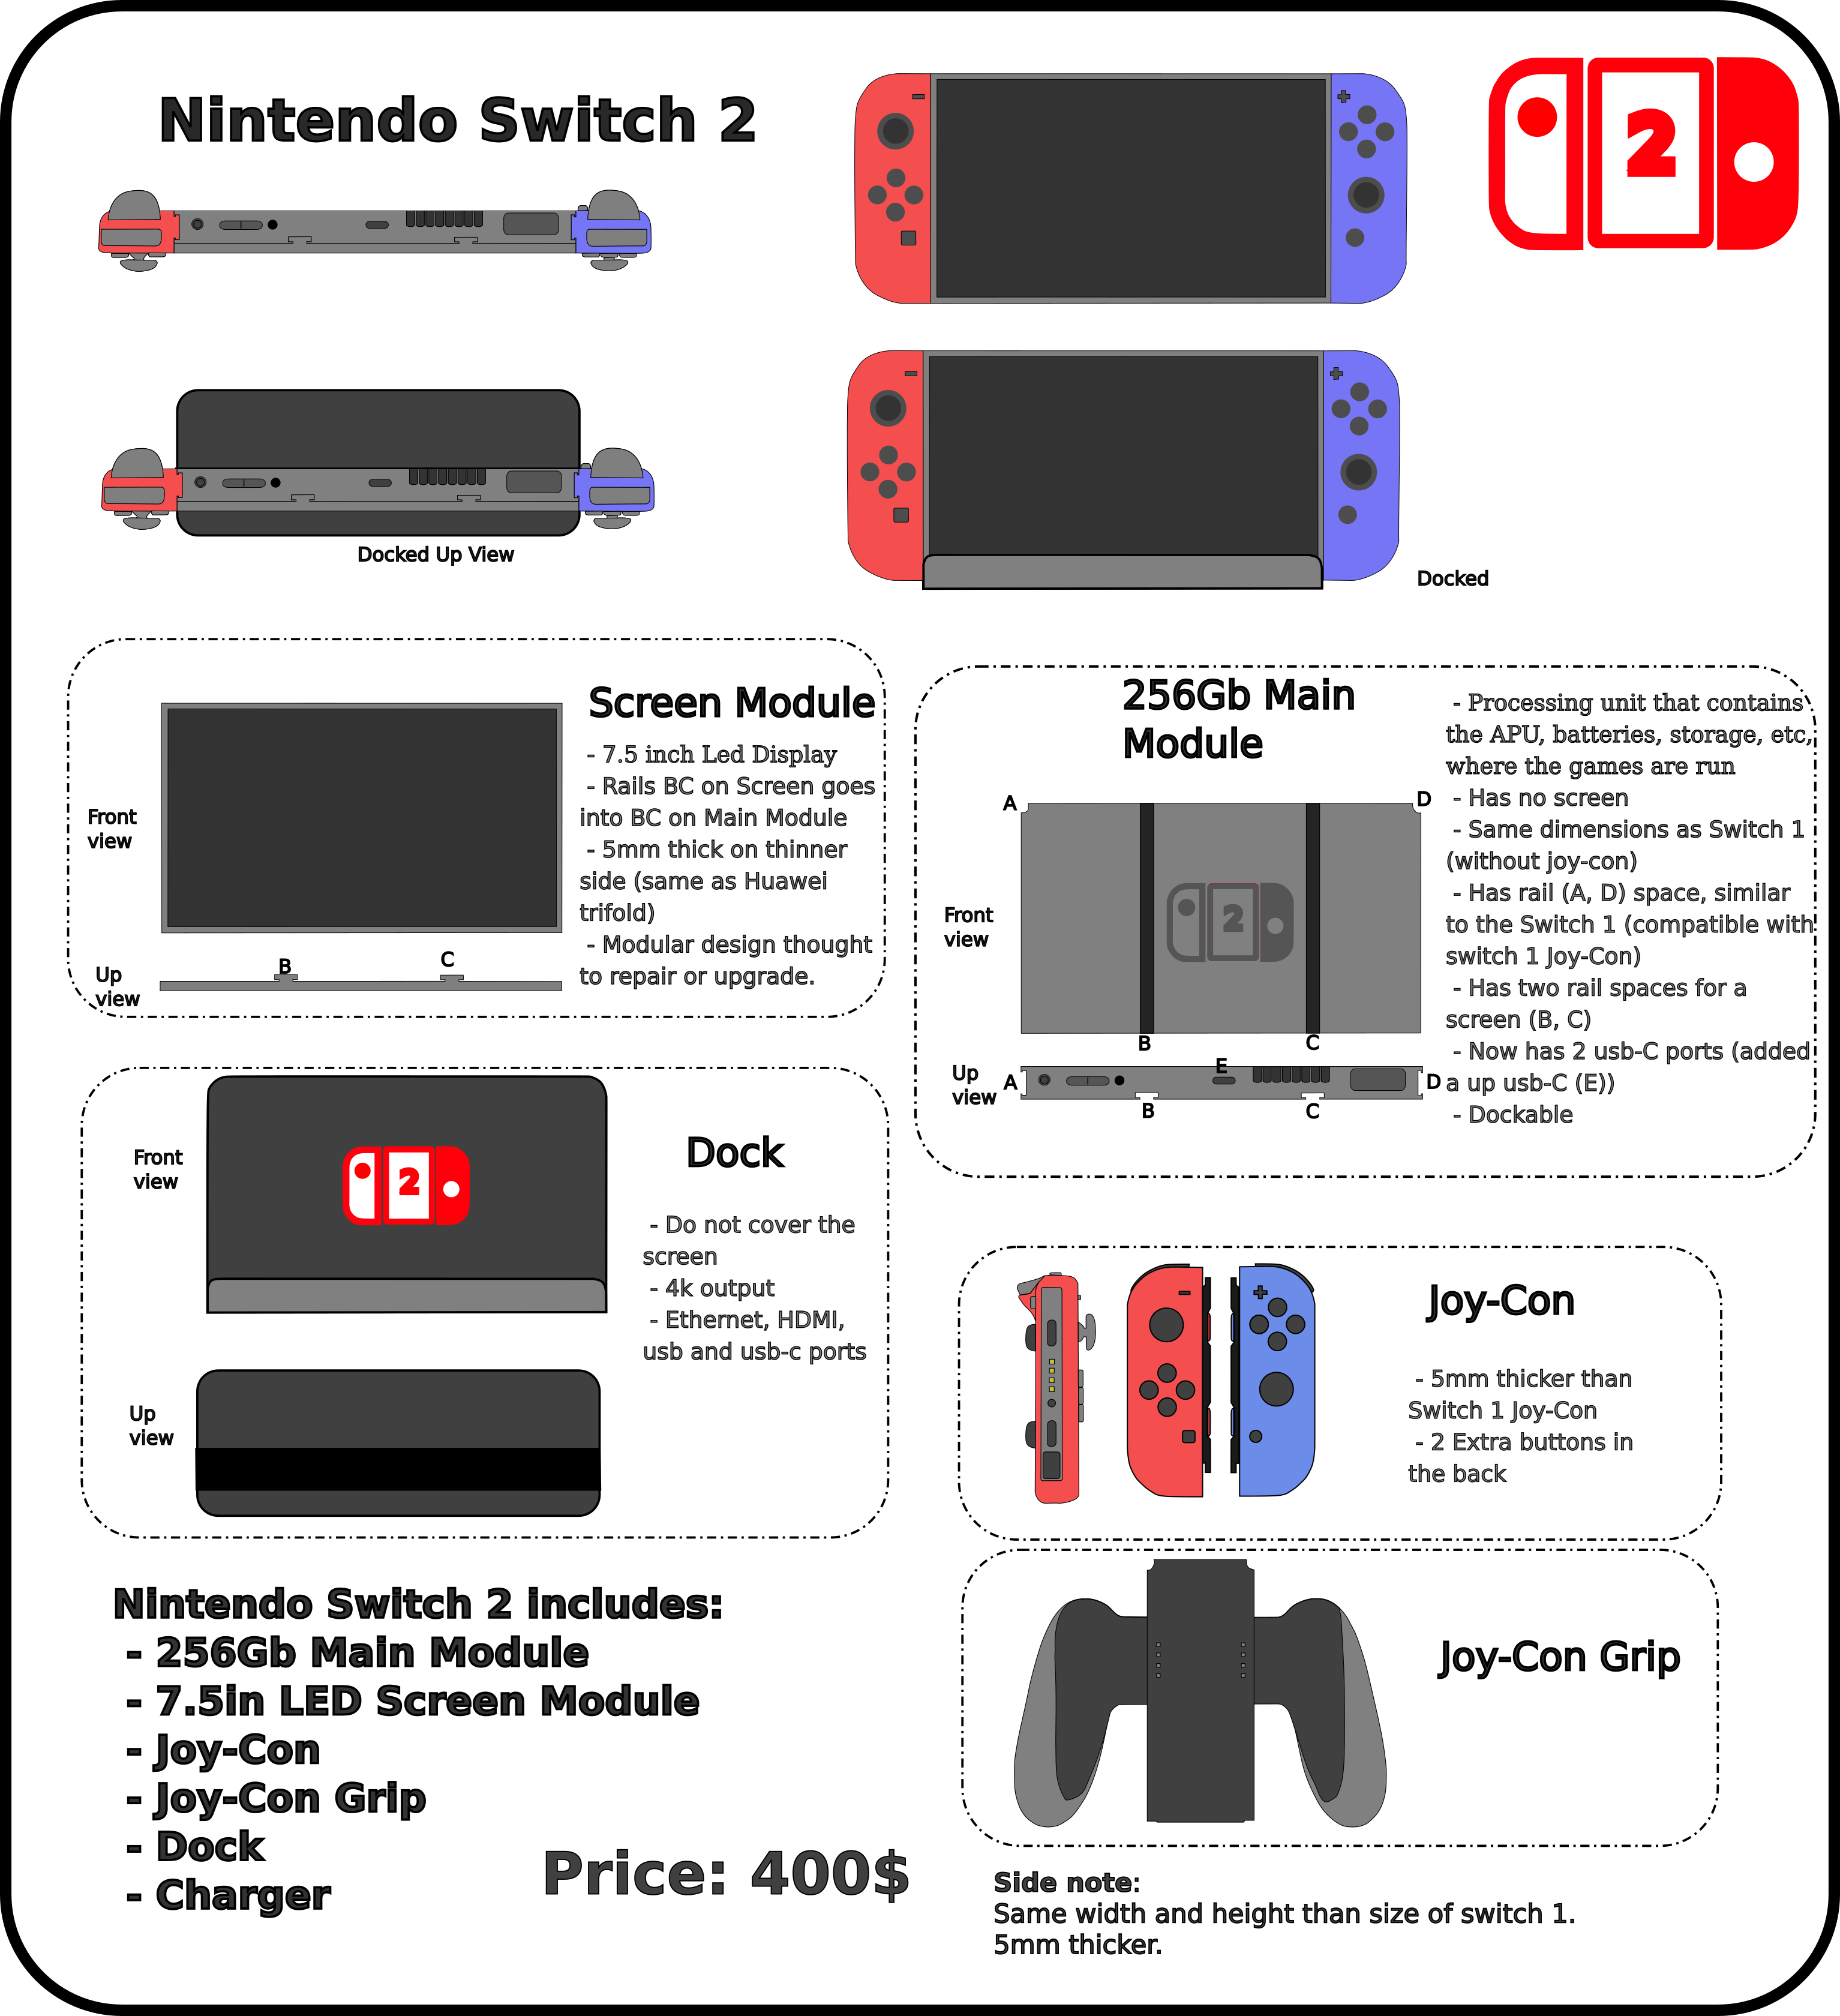 Nintendo Switch 2
2
Docked Up View
Docked
Screen Module
- 7.5 inch Led Display
- Rails BC on Screen goes
into BC on Main Module
- 5mm thick on thinner
side (same as Huawei
trifold)
- Modular design thought
to repair or upgrade.
Front
view
Up
view
B
C
256Gb Main
Module
- Processing unit that contains
the APU, batteries, storage, etc,
where the games are run
- Has no screen
- Same dimensions as Switch 1
(without joy-con)
- Has rail (A, D) space, similar
to the Switch 1 (compatible with
switch 1 Joy-Con)
- Has two rail spaces for a
screen (B, C)
- Now has 2 usb-C ports (added
a up usb-C (E))
- Dockable
A
D
Front
view
2
B
C
Up
view
A
E
D
B
C
Dock
Front
view
2
- Do not cover the
screen
- 4k output
- Ethernet, HDMI,
usb and usb-c ports
Up
view
Joy-Con
- 5mm thicker than
Switch 1 Joy-Con
- 2 Extra buttons in
the back
Joy-Con Grip
Nintendo Switch 2 includes:
- 256Gb Main Module
- 7.5in LED Screen Module
- Joy-Con
- Joy-Con Grip
- Dock
- Charger
Price: 400$
Side note:
Same width and height than size of switch 1.
5mm thicker.